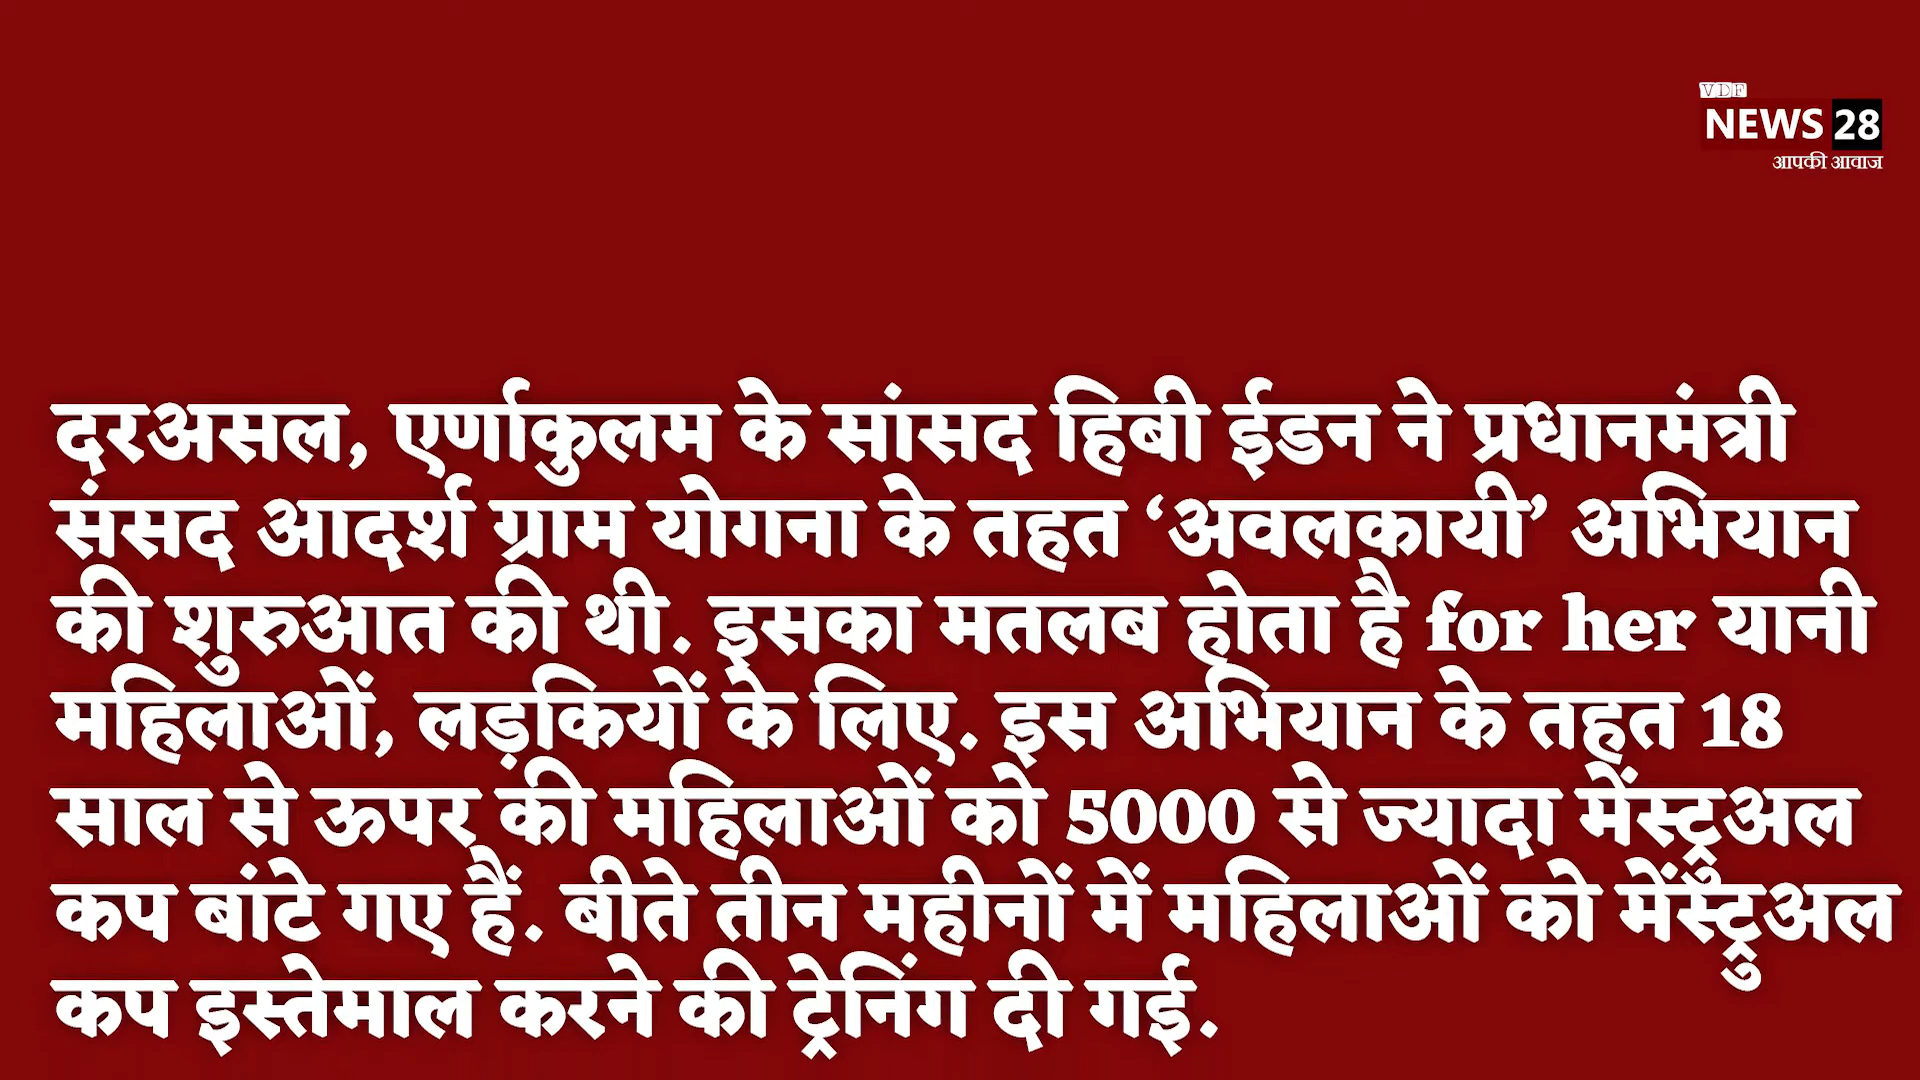 VDF
NEWS 28
आपकी आवाज
दरअसल, एर्णाकुलम के सांसद हिबी ईडन ने प्रधानमंत्री
संसद आदर्श ग्राम योगना के तहत ‘अवलकायी’ अभियान
की शुरुआत की थी. इसका मतलब होता है for her यानी
महिलाओं, लड़कियों के लिए. इस अभियान के तहत 18
साल से ऊपर की महिलाओं को 5000 से ज्यादा मेंस्ट्रुअल
कप बांटे गए हैं. बीते तीन महीनों में महिलाओं को मेंस्ट्रुअल
कप इस्तेमाल करने की ट्रेनिंग दी गई.